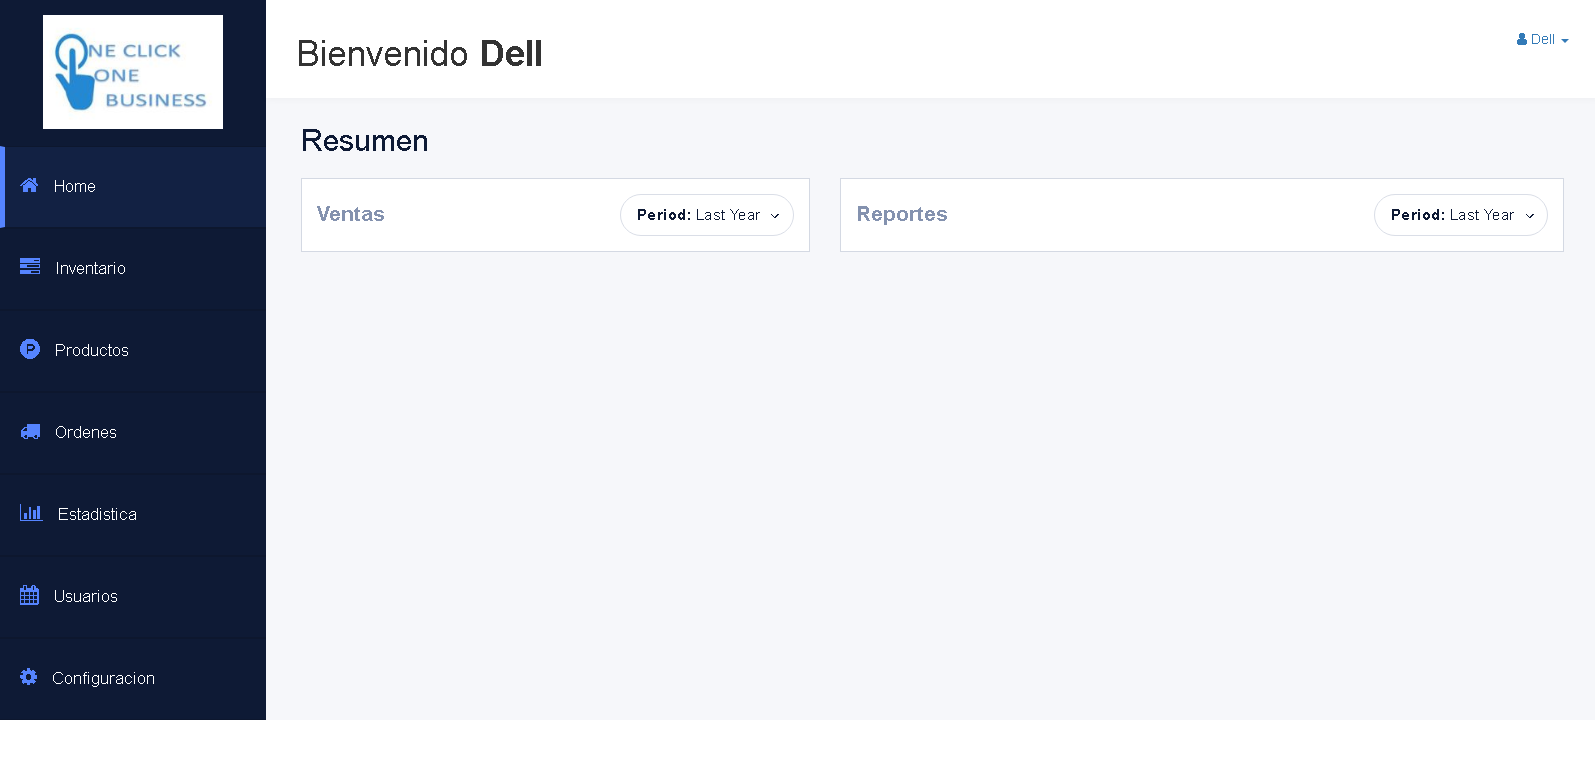 ONE CLICK
ONE
BUSINESS
Bienvenido Dell
Dell
Home
Inventario
Productos
Ordenes
Estadistica
Usuarios
Configuracion
Resumen
Ventas
Period: Last Year
Reportes
Period: Last Year